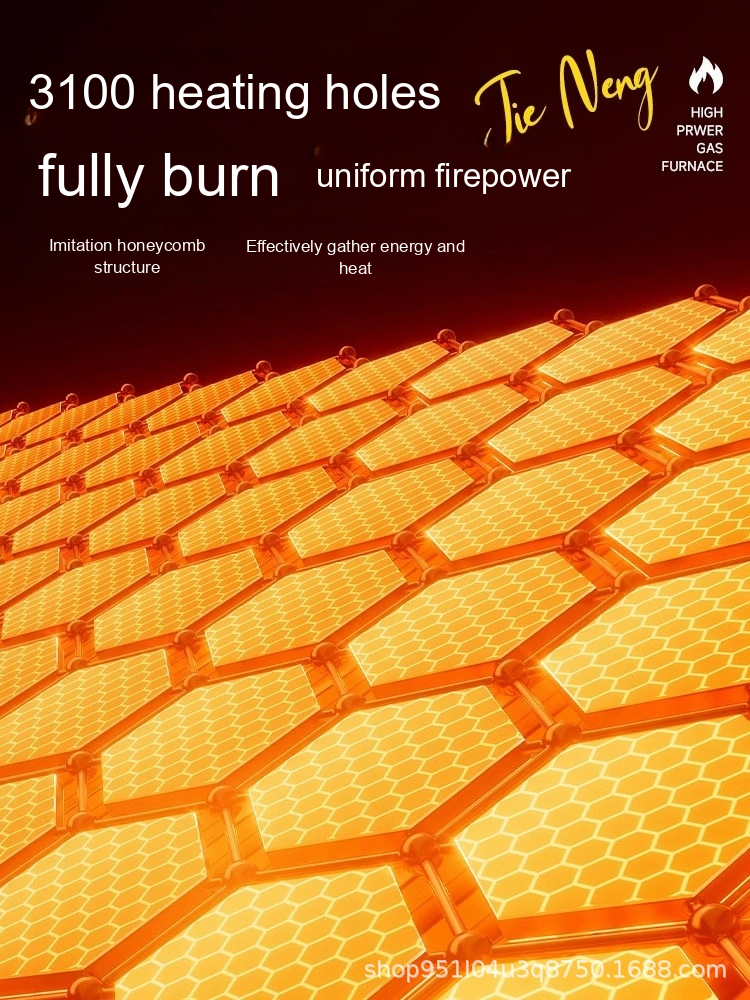 3100 heating holes
Jie Neng
HIGH
PRWER
GAS
FURNACE
fully burn
uniform firepower
Imitation honeycomb
structure
Effectively gather energy and
heat
shop951l04u3q8750.1688.com